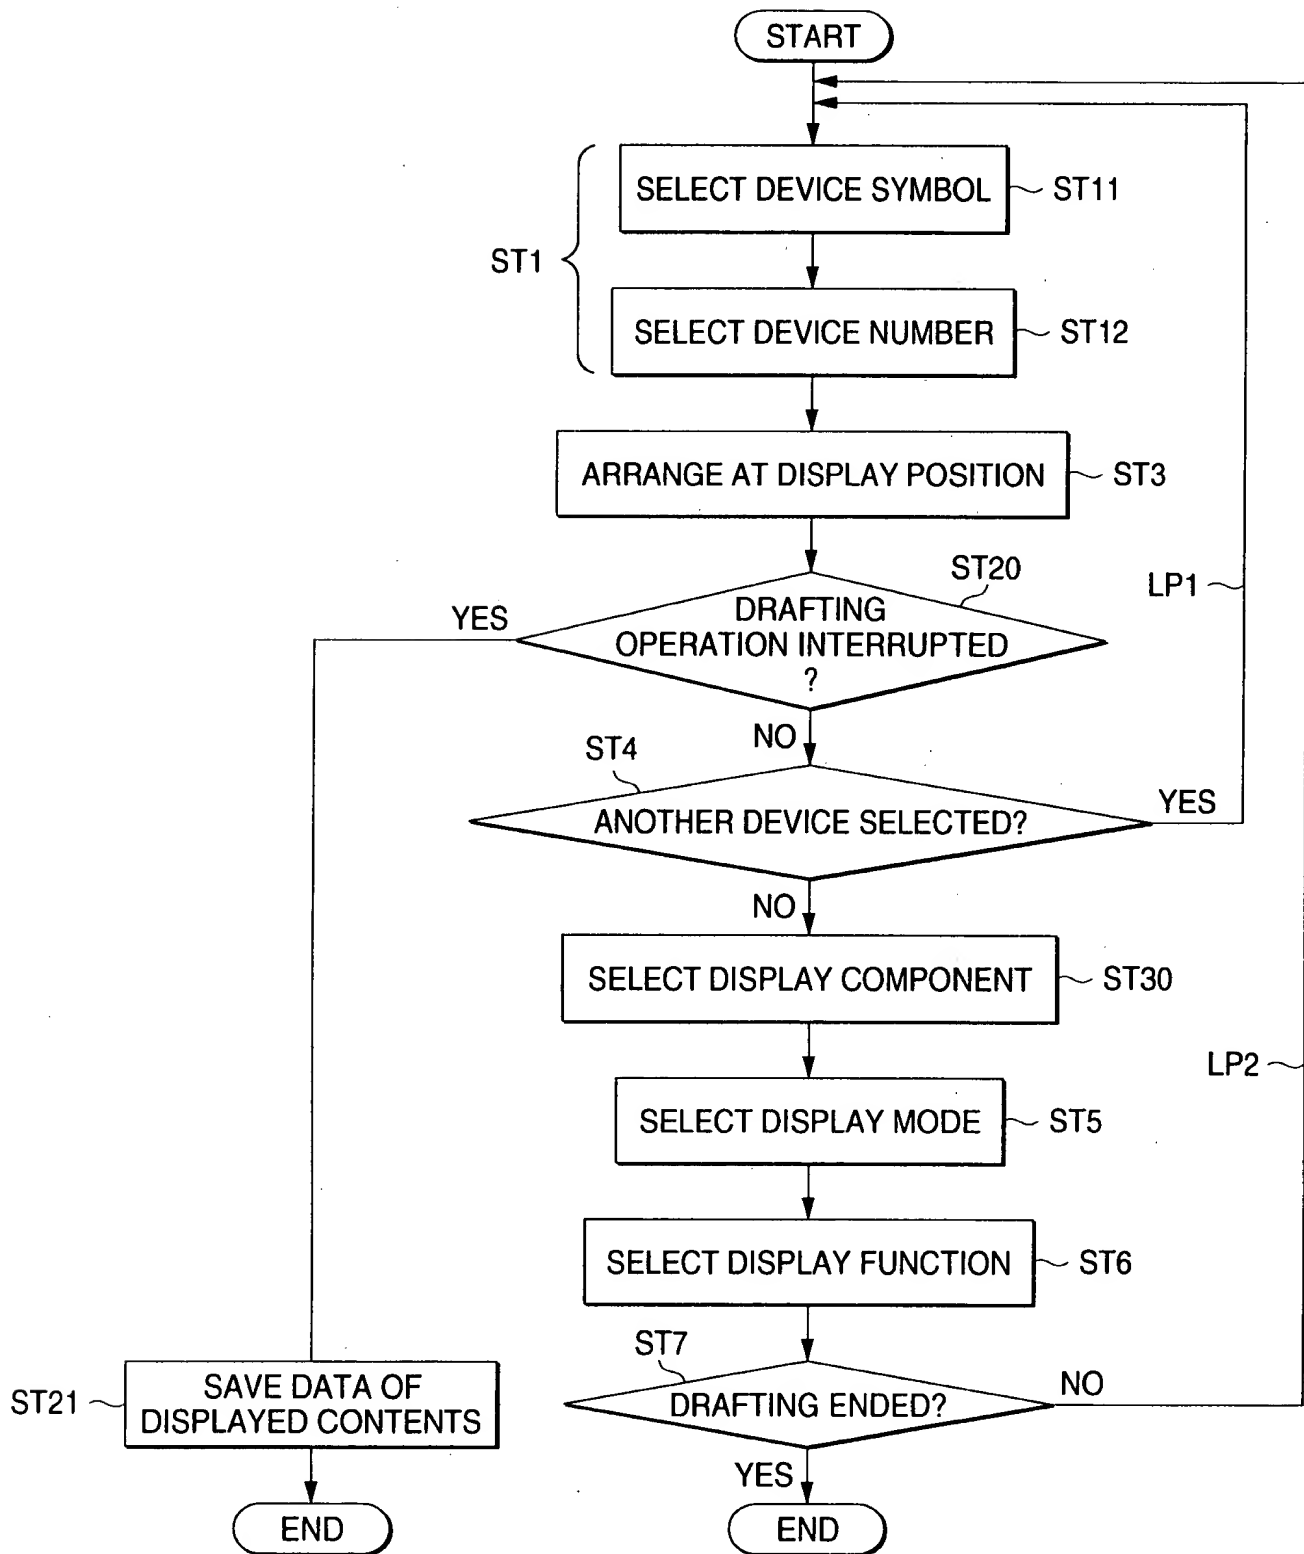 START
SELECT DEVICE SYMBOL
ST11
ST1
SELECT DEVICE NUMBER
ST12
ARRANGE AT DISPLAY POSITION
ST3
ST20
LP1
YES
DRAFTING
OPERATION INTERRUPTED
?
NO
ST4
YES
ANOTHER DEVICE SELECTED?
NO
SELECT DISPLAY COMPONENT
ST30
LP2
SELECT DISPLAY MODE
ST5
SELECT DISPLAY FUNCTION
ST6
ST7
ST21
SAVE DATA OF
DISPLAYED CONTENTS
DRAFTING ENDED?
NO
YES
END
END